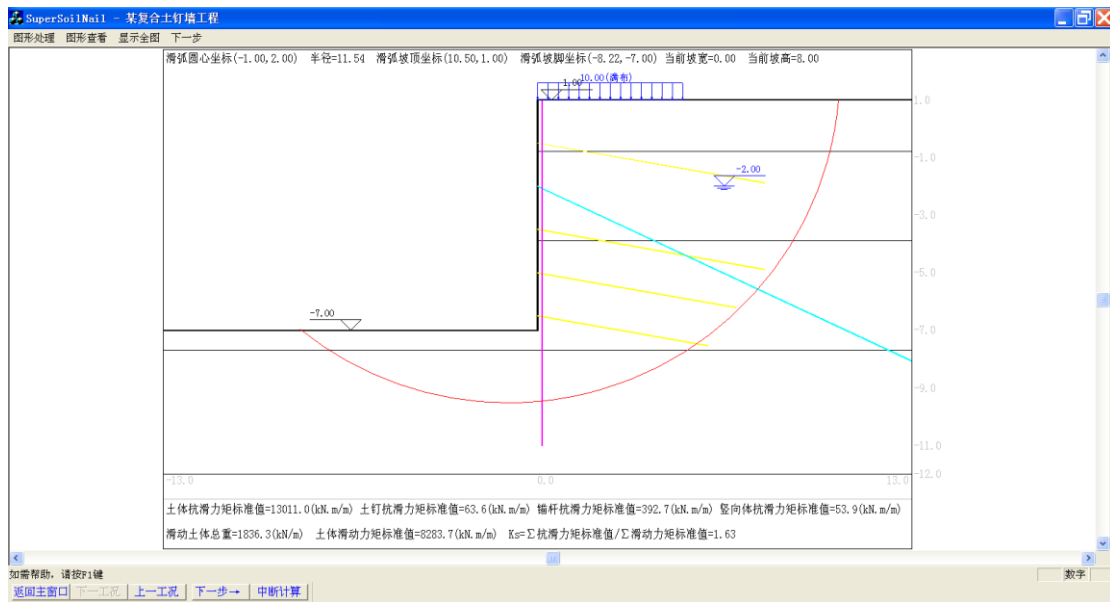 SuperSoilNail - 某复合土钉墙工程
图形处理 图形查看 显示全图 下一步
滑弧圆心坐标(-1.00,2.00) 半径=11.54 滑弧坡顶坐标(10.50,1.00) 滑弧坡脚坐标(-8.22,-7.00) 当前坡宽=0.00 当前坡高=8.00
10.00(满布)
1.00
1.0
-1.0
-2.00
-3.0
-5.0
-7.00
-7.0
-9.0
-11.0
-12.0
-13.0 0.0 13.0
土体抗滑力矩标准值=13011.0(kN.m/m) 土钉抗滑力矩标准值=63.6(kN.m/m) 锚杆抗滑力矩标准值=392.7(kN.m/m) 竖向体抗滑力矩标准值=53.9(kN.m/m)
滑动土体总重=1836.3(kN/m) 土体滑动力矩标准值=8283.7(kN.m/m) Ks=Σ抗滑力矩标准值/Σ滑动力矩标准值=1.63
如需帮助，请按F1键 数字
返回主窗口 下一工况 上一工况 下一步→ 中断计算